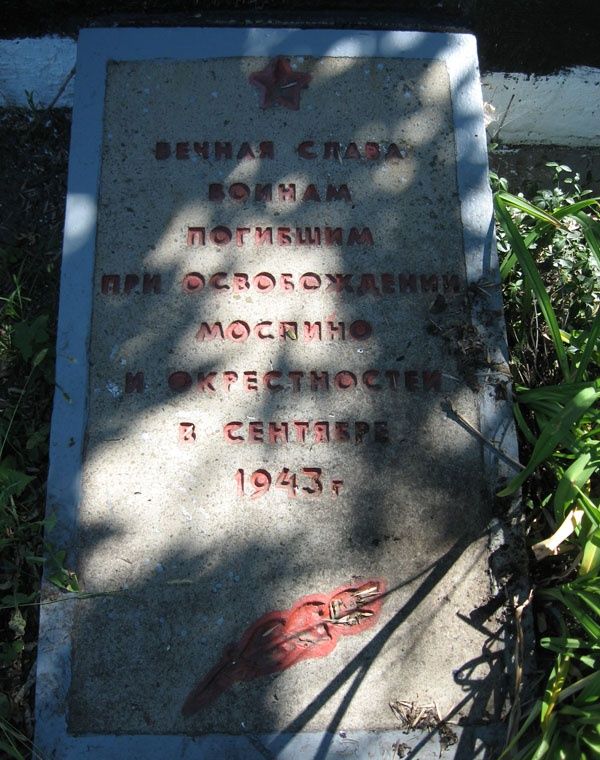 ВЕЧНАЯ СЛАВА
ВОИНАМ
ПОГИБШИМ
ПРИ ОСВОБОЖДЕНИИ
МОСПИНО
И ОКРЕСТНОСТЕЙ
В СЕНТЯБРЕ
1943 г